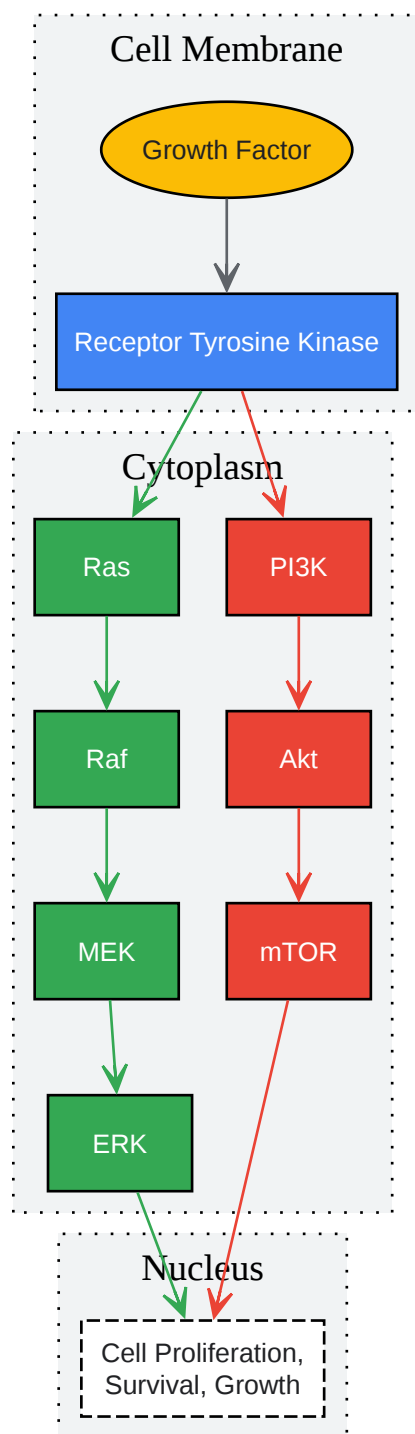 Cell Membrane
Growth Factor
Receptor Tyrosine Kinase
Cytoplasm
Ras
PI3K
Raf
Akt
MEK
mTOR
ERK
Nucleus
Cell Proliferation,
Survival, Growth